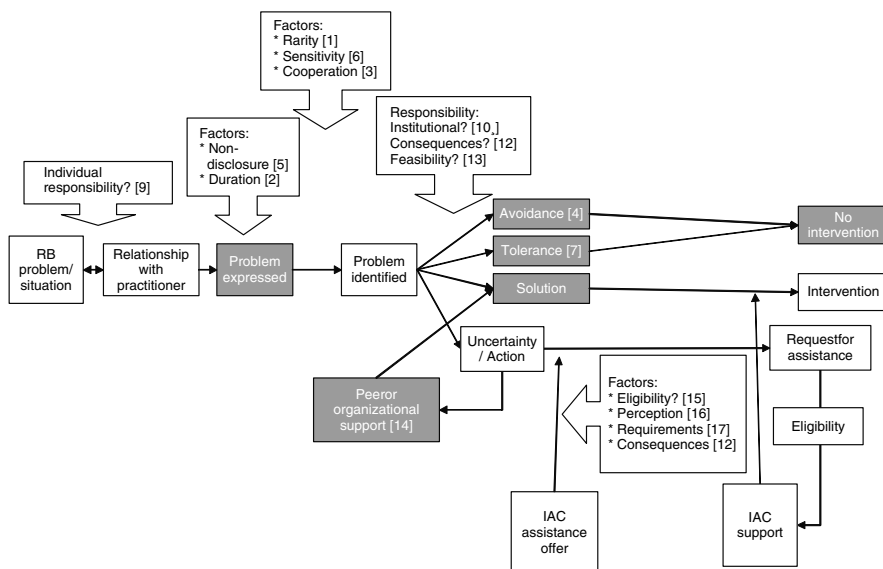 Factors:
* Rarity [1]
* Sensitivity [6]
* Cooperation [3]
Responsibility:
Institutional? [10¸]
Consequences? [12]
Feasibility? [13]
Factors:
* Non-
disclosure [5]
* Duration [2]
Individual
responsibility? [9]
RB
problem/
situation
Relationship
with
practitioner
Problem
expressed
Problem
identified
Avoidance [4]
Tolerance [7]
Solution
No
intervention
Intervention
Uncertainty
/ Action
Requestfor
assistance
Peeror
organizational
support [14]
Factors:
* Eligibility? [15]
* Perception [16]
* Requirements [17]
* Consequences [12]
Eligibility
IAC
assistance
offer
IAC
support